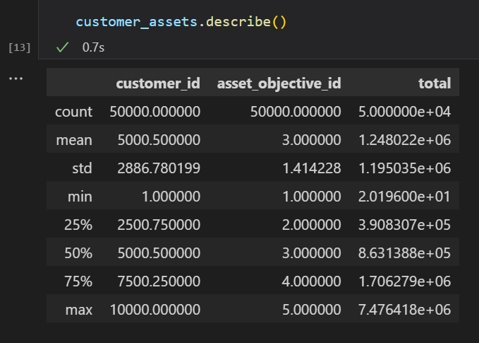 customer_assets.describe()
[13] ✓ 0.7s
...
customer_id asset_objective_id total
count 50000.000000 50000.000000 5.000000e+04
mean 5000.500000 3.000000 1.248022e+06
std 2886.780199 1.414228 1.195035e+06
min 1.000000 1.000000 2.019600e+01
25% 2500.750000 2.000000 3.908307e+05
50% 5000.500000 3.000000 8.631388e+05
75% 7500.250000 4.000000 1.706279e+06
max 10000.000000 5.000000 7.476418e+06